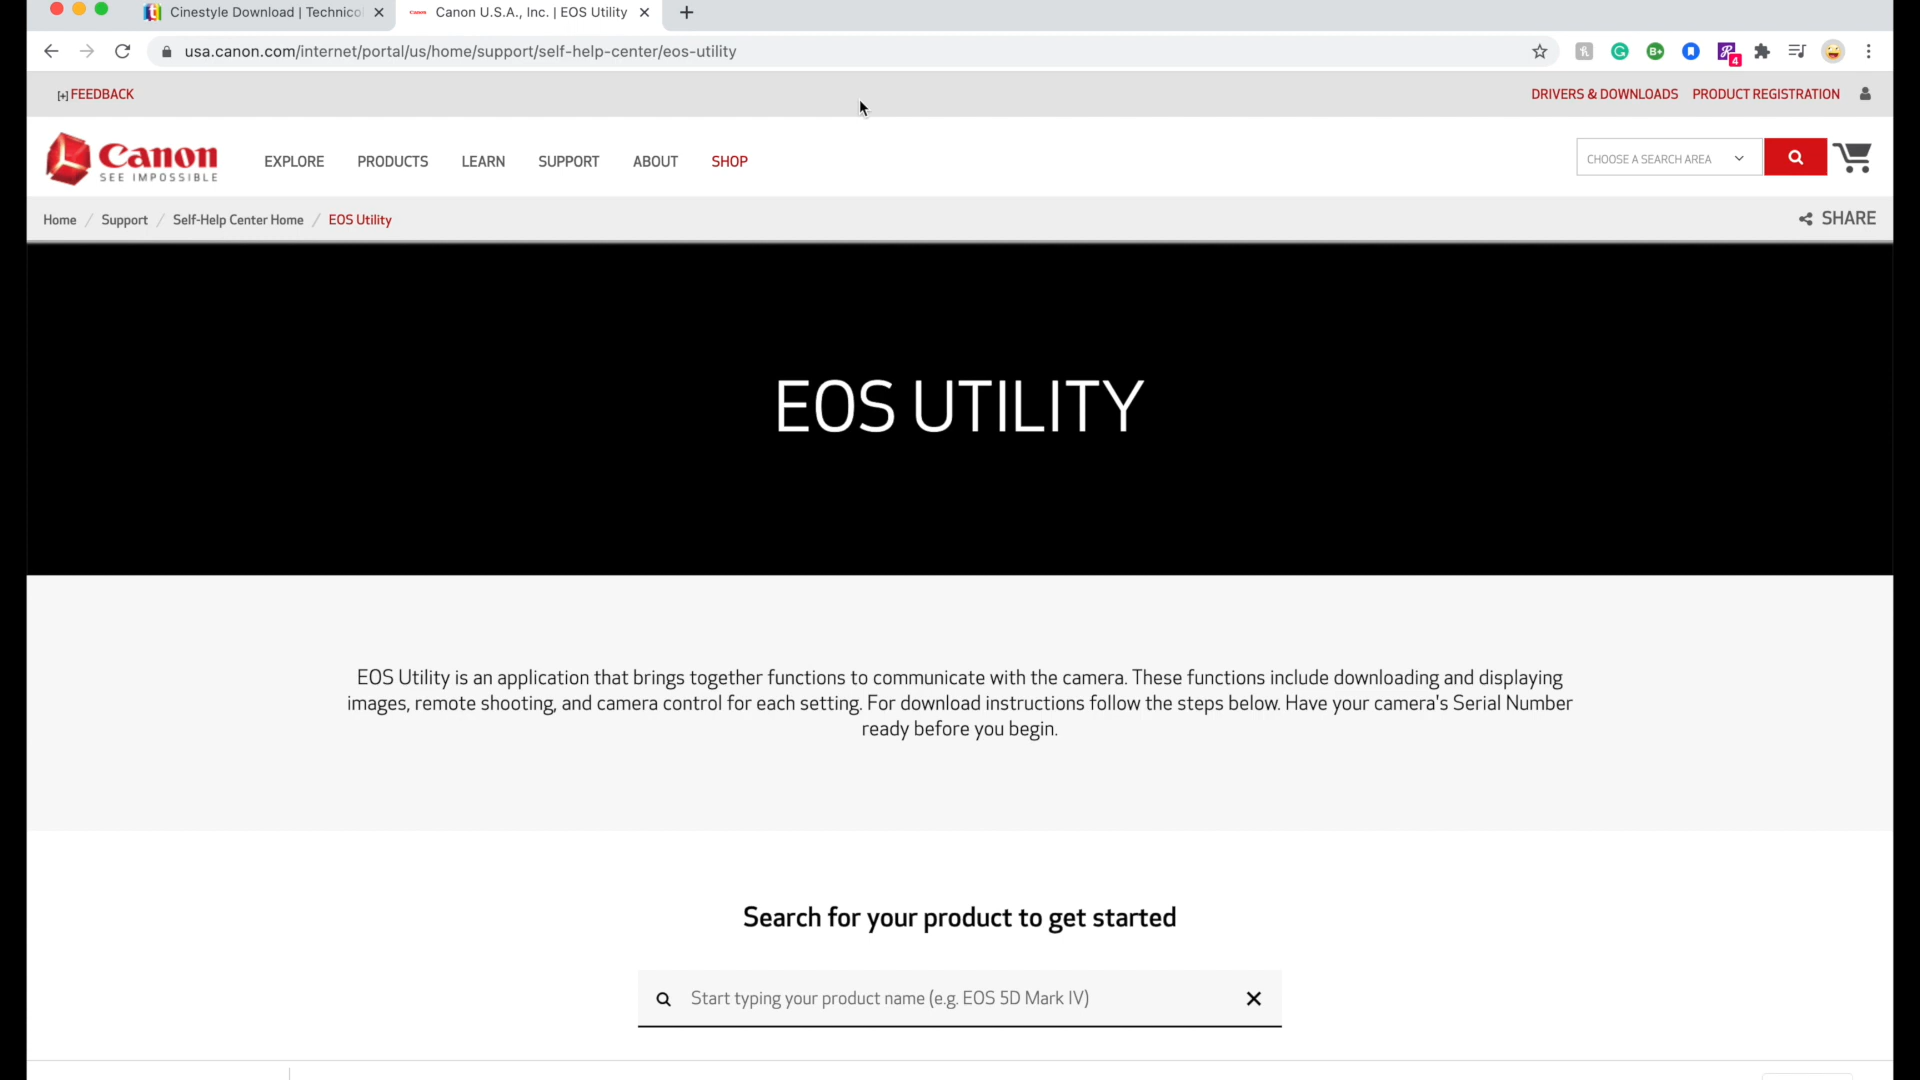 Cinestyle Download | Technico
Canon U.S.A., Inc. | EOS Utility
usa.canon.com/internet/portal/us/home/support/self-help-center/eos-utility
4
[+] FEEDBACK
DRIVERS & DOWNLOADS PRODUCT REGISTRATION
Canon
SEE IMPOSSIBLE
EXPLORE PRODUCTS LEARN SUPPORT ABOUT SHOP
CHOOSE A SEARCH AREA
Home / Support / Self-Help Center Home / EOS Utility
SHARE
EOS UTILITY
EOS Utility is an application that brings together functions to communicate with the camera. These functions include downloading and displaying
images, remote shooting, and camera control for each setting. For download instructions follow the steps below. Have your camera's Serial Number
ready before you begin.
Search for your product to get started
Start typing your product name (e.g. EOS 5D Mark IV)